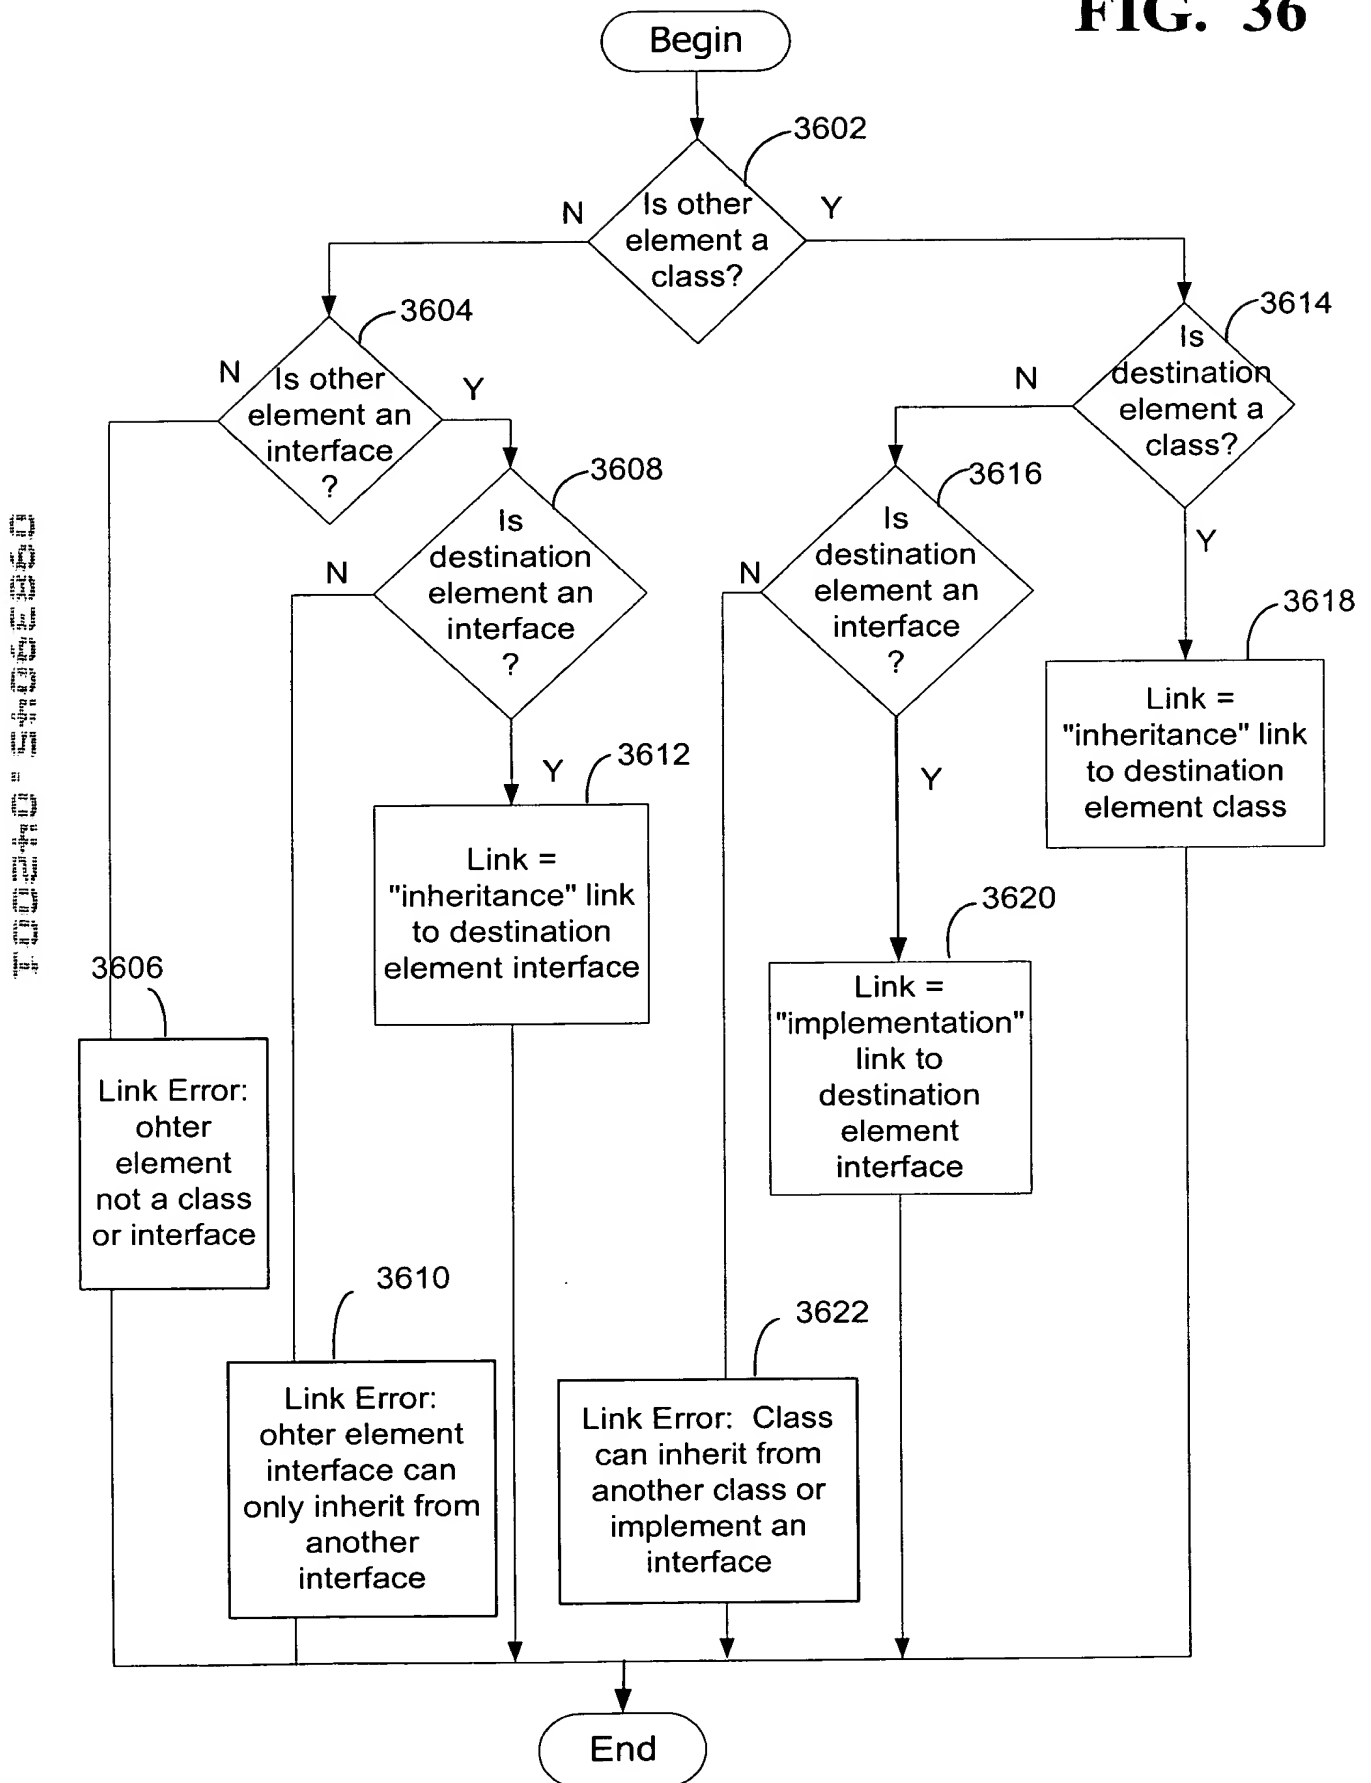 FIG. 36
Begin
3602
Is other
element a
class?
N
Y
3604
Is other
element an
interface
?
N
Y
3614
Is
destination
element a
class?
N
Y
3608
Is
destination
element an
interface
?
N
Y
3616
Is
destination
element an
interface
?
N
Y
3618
Link =
"inheritance" link
to destination
element class
3612
Link =
"inheritance" link
to destination
element interface
3620
Link =
"implementation"
link to
destination
element
interface
3606
Link Error:
ohter
element
not a class
or interface
3610
Link Error:
ohter element
interface can
only inherit from
another
interface
3622
Link Error: Class
can inherit from
another class or
implement an
interface
End